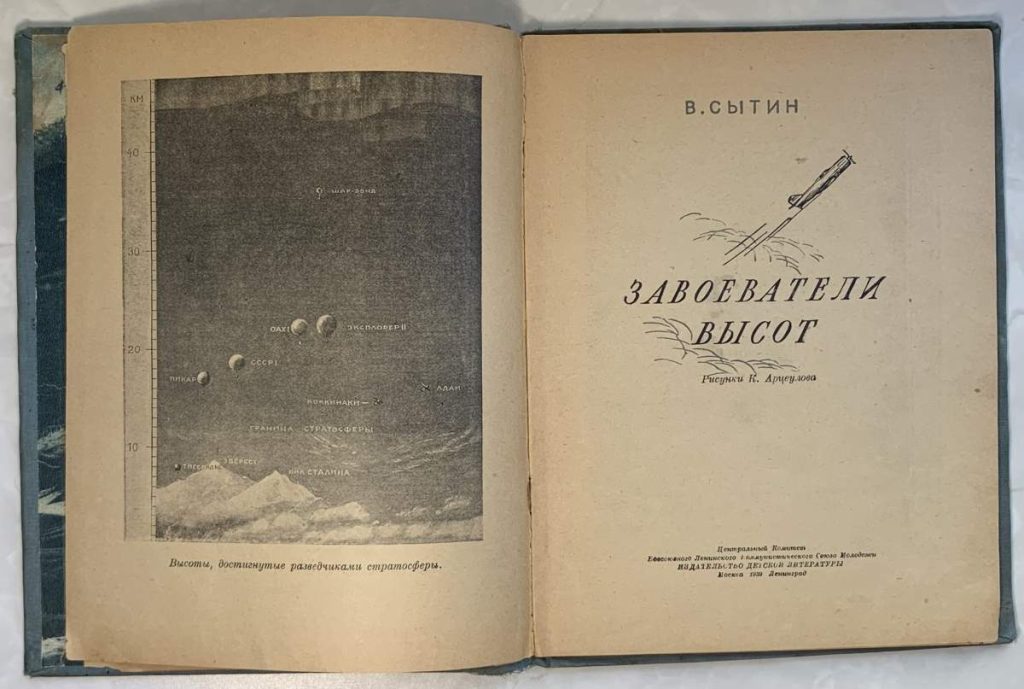 КМ
40
ШАР-ЗОНД
30
ОАХ I
ЭКСПЛОРЕР II
20
СССР I
ПИКАР
АДАМ
КОККИНАКИ
ГРАНИЦА СТРАТОСФЕРЫ
10
ЭВЕРЕСТ
ПИК СТАЛИНА
Высоты, достигнутые разведчиками стратосферы.
В. СЫТИН
ЗАВОЕВАТЕЛИ
ВЫСОТ
Рисунки К. Арцеулова
Центральный Комитет
Всесоюзного Ленинского Коммунистического Союза Молодежи
ИЗДАТЕЛЬСТВО ДЕТСКОЙ ЛИТЕРАТУРЫ
Москва 1939 Ленинград